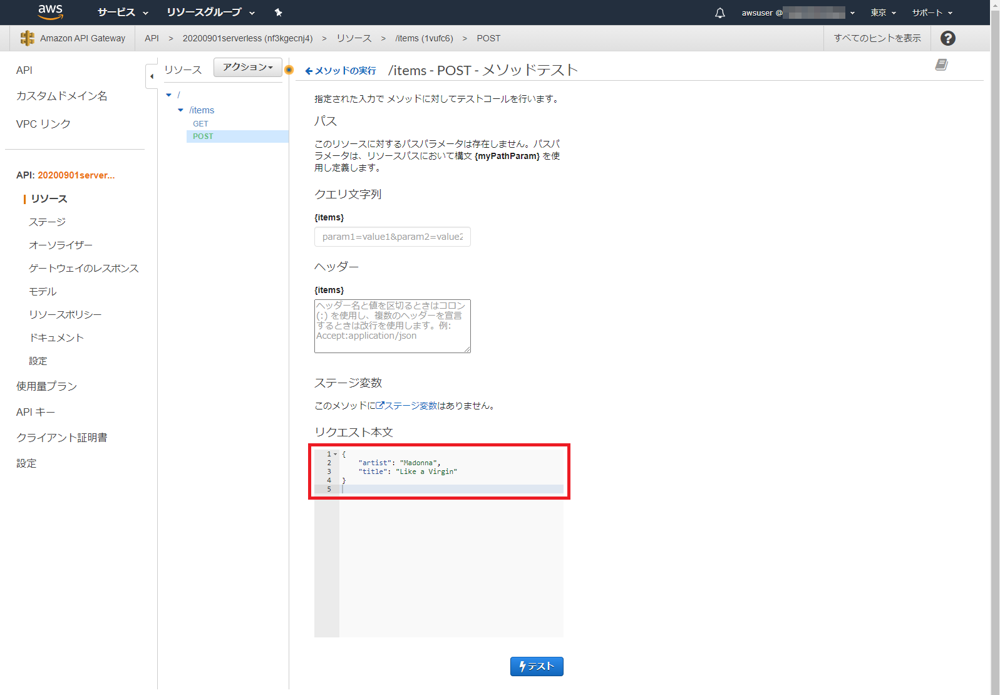 aws
サービス
リソースグループ
awsuser @
東京
サポート
Amazon API Gateway
API > 20200901serverless (nf3kgecnj4) > リソース > /items (1vufc6) > POST
すべてのヒントを表示
?
API
カスタムドメイン名
VPC リンク
API: 20200901server...
リソース
ステージ
オーソライザー
ゲートウェイのレスポンス
モデル
リソースポリシー
ドキュメント
設定
使用量プラン
API キー
クライアント証明書
設定
リソース
アクション
/
/items
GET
POST
メソッドの実行
/items - POST - メソッドテスト
指定された入力で メソッドに対してテストコールを行います。
パス
このリソースに対するパスパラメータは存在しません。パスパ
ラメータは、リソースパスにおいて構文 {myPathParam} を使
用し定義します。
クエリ文字列
{items}
param1=value1&param2=value2
ヘッダー
{items}
ヘッダー名と値を区切るときはコロン
(:) を使用し、複数のヘッダーを宣言
するときは改行を使用します。例:
Accept:application/json
ステージ変数
このメソッドにステージ変数はありません。
リクエスト本文
1 {
2 "artist": "Madonna",
3 "title": "Like a Virgin"
4 }
5
テスト